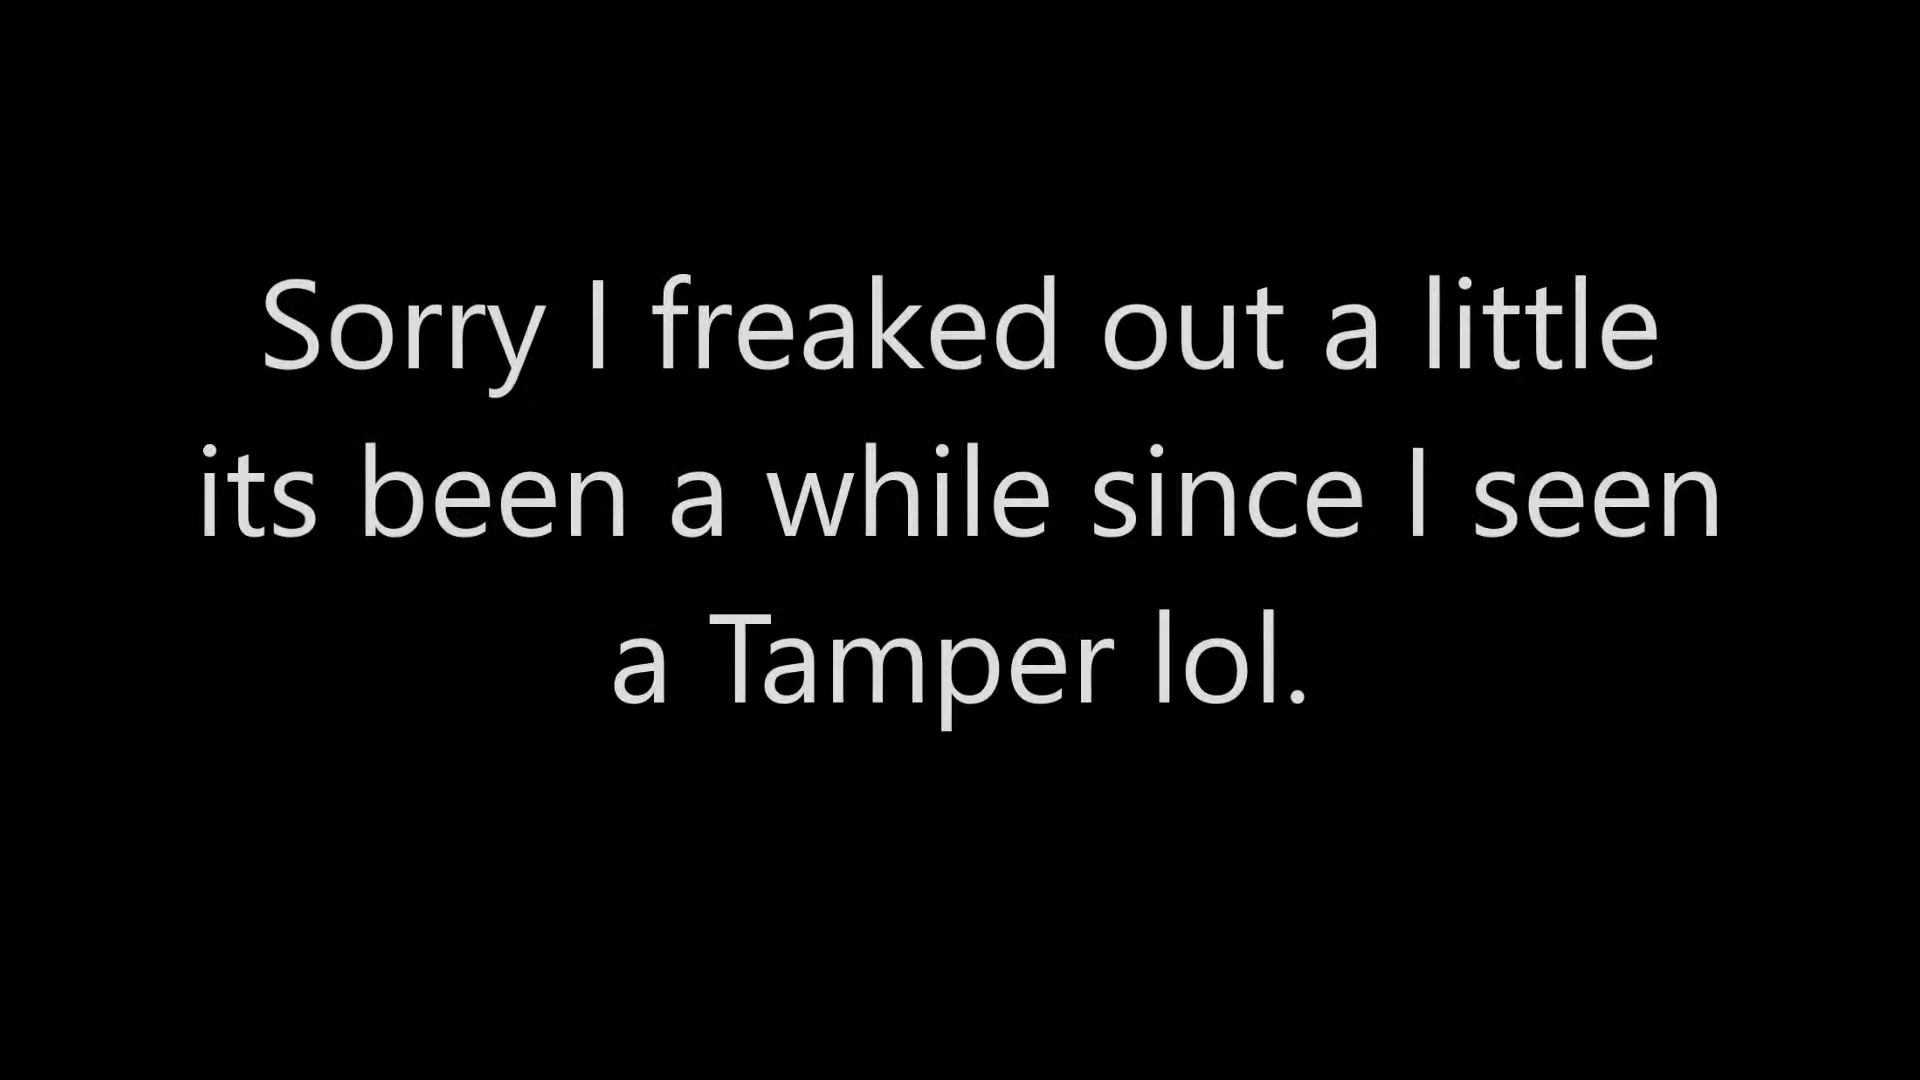 Sorry I freaked out a little
its been a while since I seen
a Tamper lol.